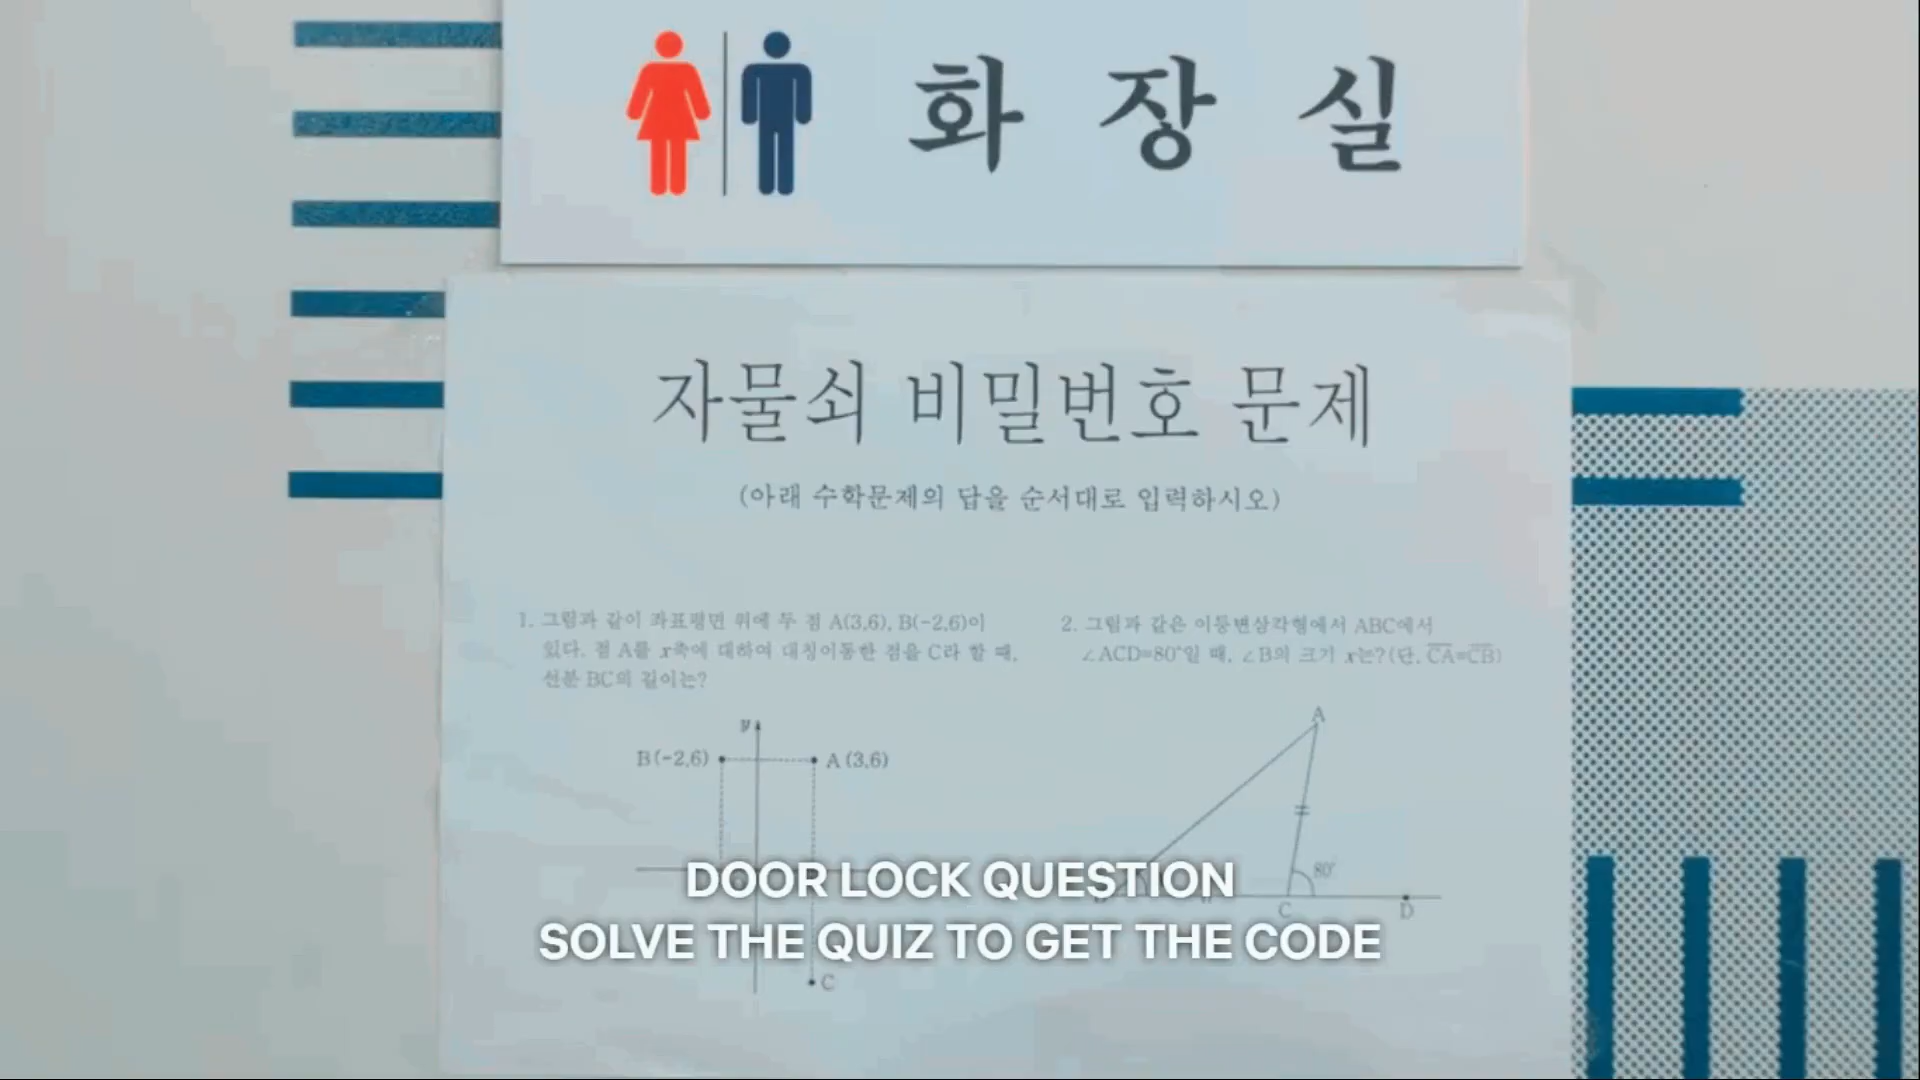 화장실
자물쇠 비밀번호 문제
(아래 수학문제의 답을 순서대로 입력하시오)
1. 그림과 같이 좌표평면 위에 두 점 A(3,6), B(-2,6)이
있다. 점 A를 x축에 대하여 대칭이동한 점을 C라 할 때,
선분 BC의 길이는?
y
B(-2,6)
A (3,6)
C
2. 그림과 같은 이등변삼각형에서 ABC에서
∠ACD=80°일 때, ∠B의 크기 x는? (단, C̅A̅=C̅B̅)
A
80°
C
D
DOOR LOCK QUESTION
SOLVE THE QUIZ TO GET THE CODE